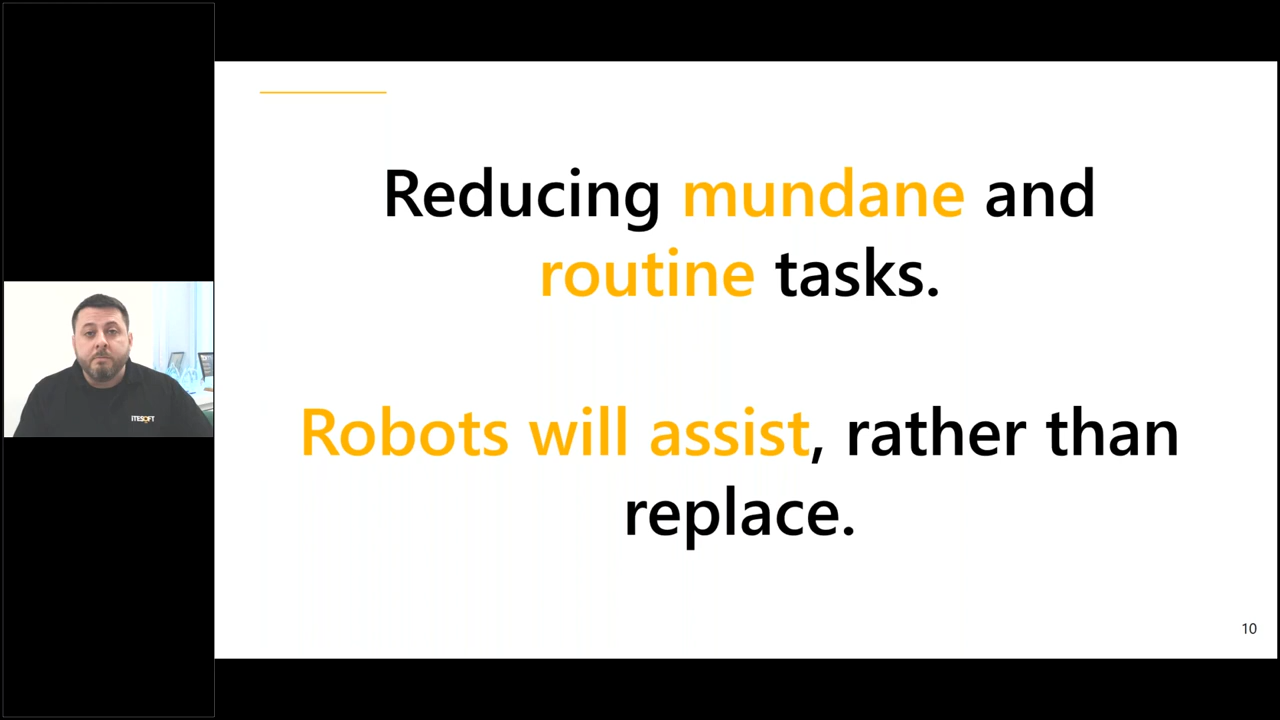 Reducing mundane and
routine tasks.
Robots will assist, rather than
replace.
iTESOFT
10